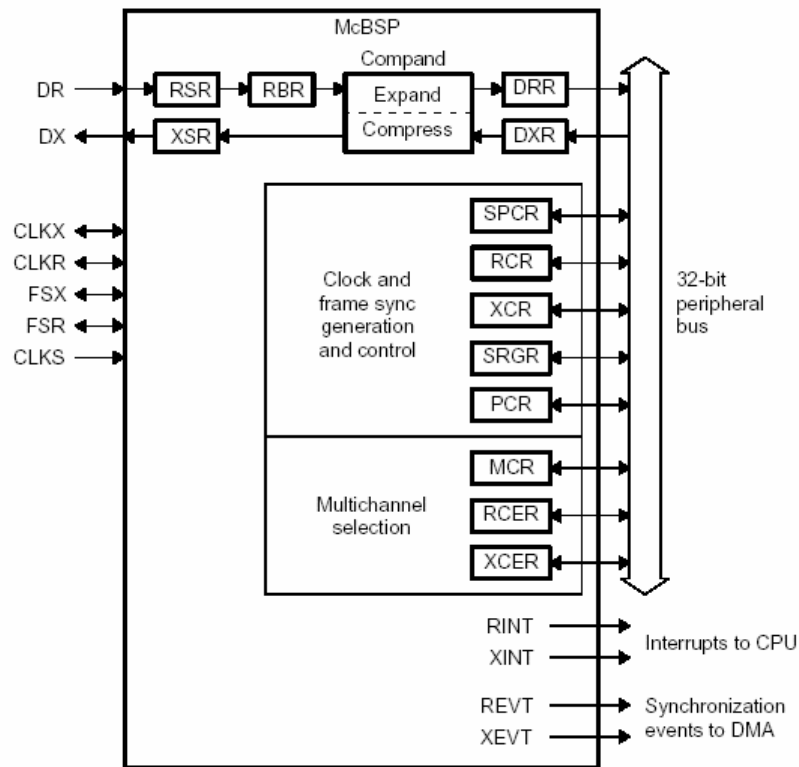 McBSP
Compand
DR
RSR
RBR
Expand
DRR
DX
XSR
Compress
DXR
CLKX
CLKR
FSX
FSR
CLKS
Clock and
frame sync
generation
and control
SPCR
RCR
XCR
SRGR
PCR
32-bit
peripheral
bus
Multichannel
selection
MCR
RCER
XCER
RINT
XINT
Interrupts to CPU
REVT
XEVT
Synchronization
events to DMA